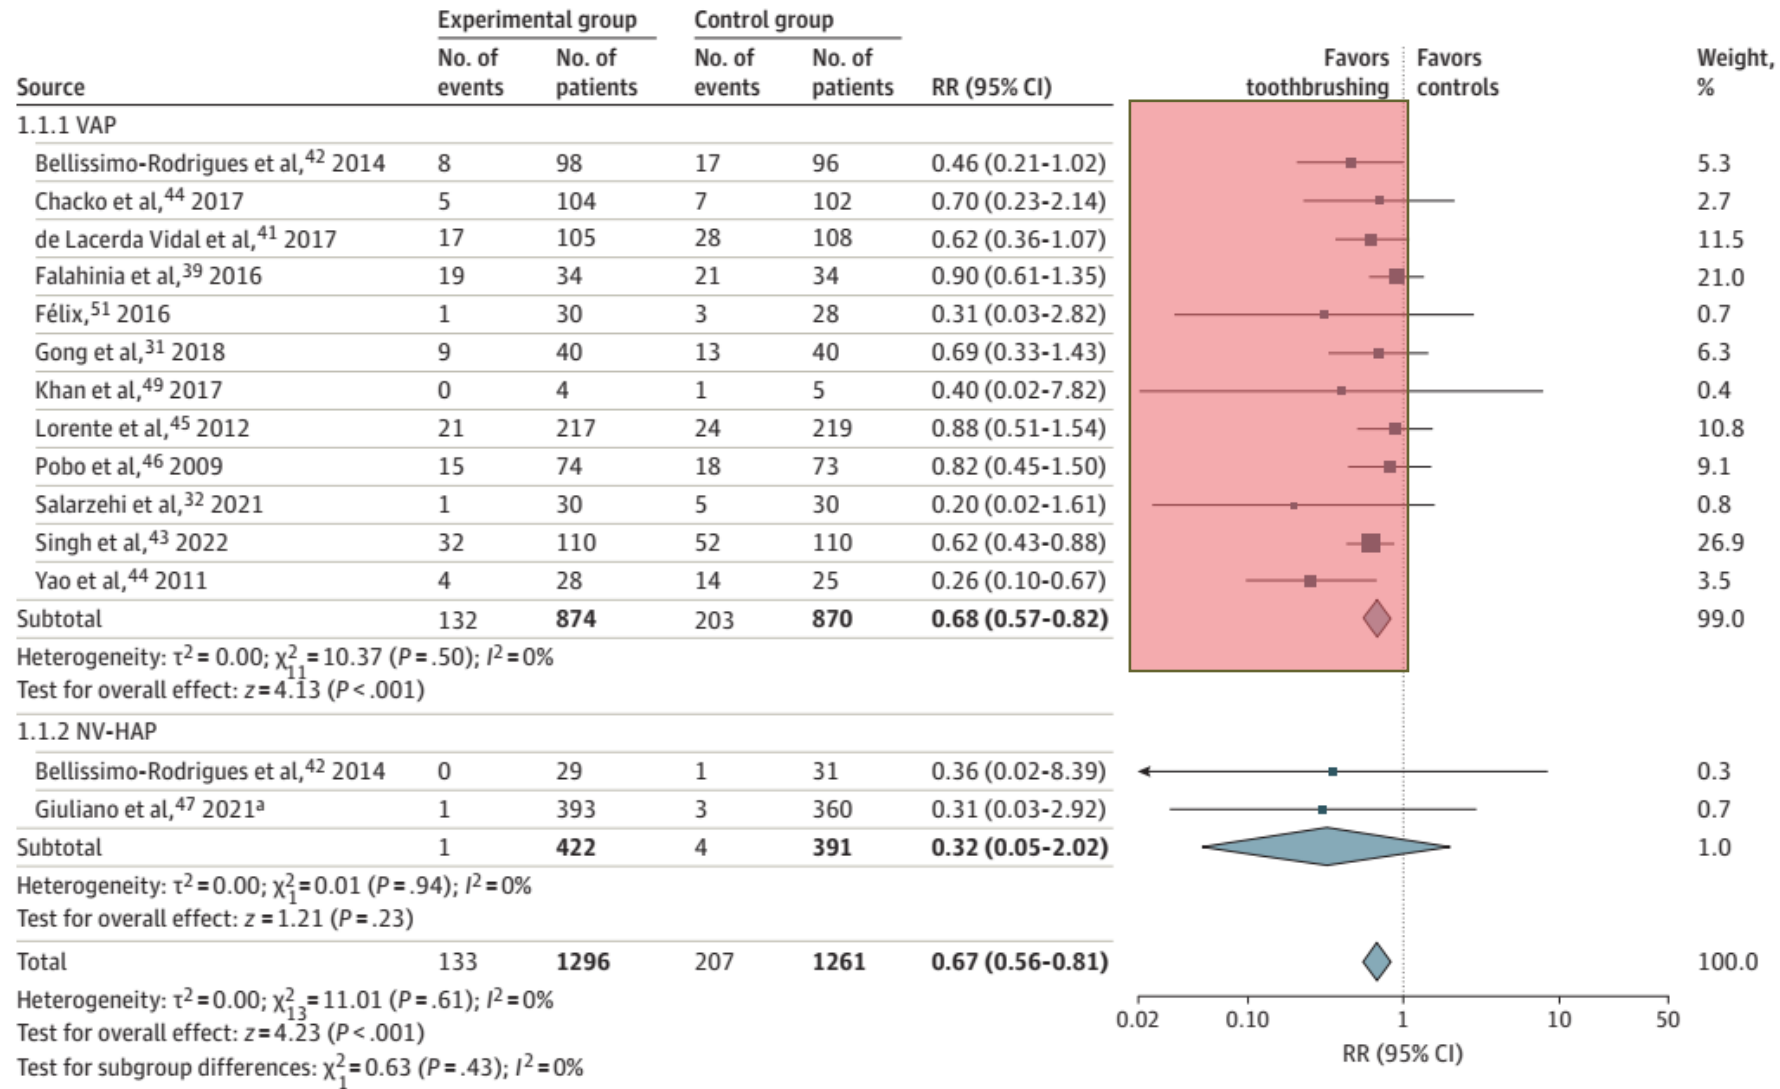 Experimental group Control group
No. of events No. of patients No. of events No. of patients Favors toothbrushing Favors controls Weight, %
Source RR (95% CI)
1.1.1 VAP
Bellissimo-Rodrigues et al,42 2014 8 98 17 96 0.46 (0.21-1.02) 5.3
Chacko et al,44 2017 5 104 7 102 0.70 (0.23-2.14) 2.7
de Lacerda Vidal et al,41 2017 17 105 28 108 0.62 (0.36-1.07) 11.5
Falahinia et al,39 2016 19 34 21 34 0.90 (0.61-1.35) 21.0
Félix,51 2016 1 30 3 28 0.31 (0.03-2.82) 0.7
Gong et al,31 2018 9 40 13 40 0.69 (0.33-1.43) 6.3
Khan et al,49 2017 0 4 1 5 0.40 (0.02-7.82) 0.4
Lorente et al,45 2012 21 217 24 219 0.88 (0.51-1.54) 10.8
Pobo et al,46 2009 15 74 18 73 0.82 (0.45-1.50) 9.1
Salarzehi et al,32 2021 1 30 5 30 0.20 (0.02-1.61) 0.8
Singh et al,43 2022 32 110 52 110 0.62 (0.43-0.88) 26.9
Yao et al,44 2011 4 28 14 25 0.26 (0.10-0.67) 3.5
Subtotal 132 874 203 870 0.68 (0.57-0.82) 99.0
Heterogeneity: τ2 = 0.00; χ2 11 = 10.37 (P = .50); I2 = 0%
Test for overall effect: z = 4.13 (P < .001)
1.1.2 NV-HAP
Bellissimo-Rodrigues et al,42 2014 0 29 1 31 0.36 (0.02-8.39) 0.3
Giuliano et al,47 2021a 1 393 3 360 0.31 (0.03-2.92) 0.7
Subtotal 1 422 4 391 0.32 (0.05-2.02) 1.0
Heterogeneity: τ2 = 0.00; χ2 1 = 0.01 (P = .94); I2 = 0%
Test for overall effect: z = 1.21 (P = .23)
Total 133 1296 207 1261 0.67 (0.56-0.81) 100.0
Heterogeneity: τ2 = 0.00; χ2 13 = 11.01 (P = .61); I2 = 0%
Test for overall effect: z = 4.23 (P < .001)
Test for subgroup differences: χ2 1 = 0.63 (P = .43); I2 = 0%
0.02 0.10 1 10 50
RR (95% CI)